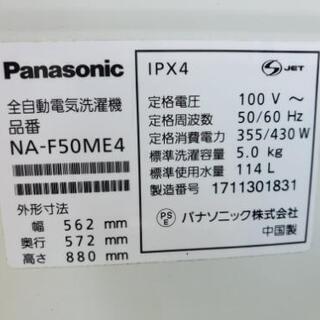 Panasonic
全自動電気洗濯機
品番
NA-F50ME4
外形寸法
幅 562 mm
奥行 572 mm
高さ 880 mm
IPX4
S JET
定格電圧 100 V ～
定格周波数 50/60 Hz
定格消費電力 355/430 W
標準洗濯容量 5.0 kg
標準使用水量 114 L
製造番号 1711301831
PSE パナソニック株式会社
中国製